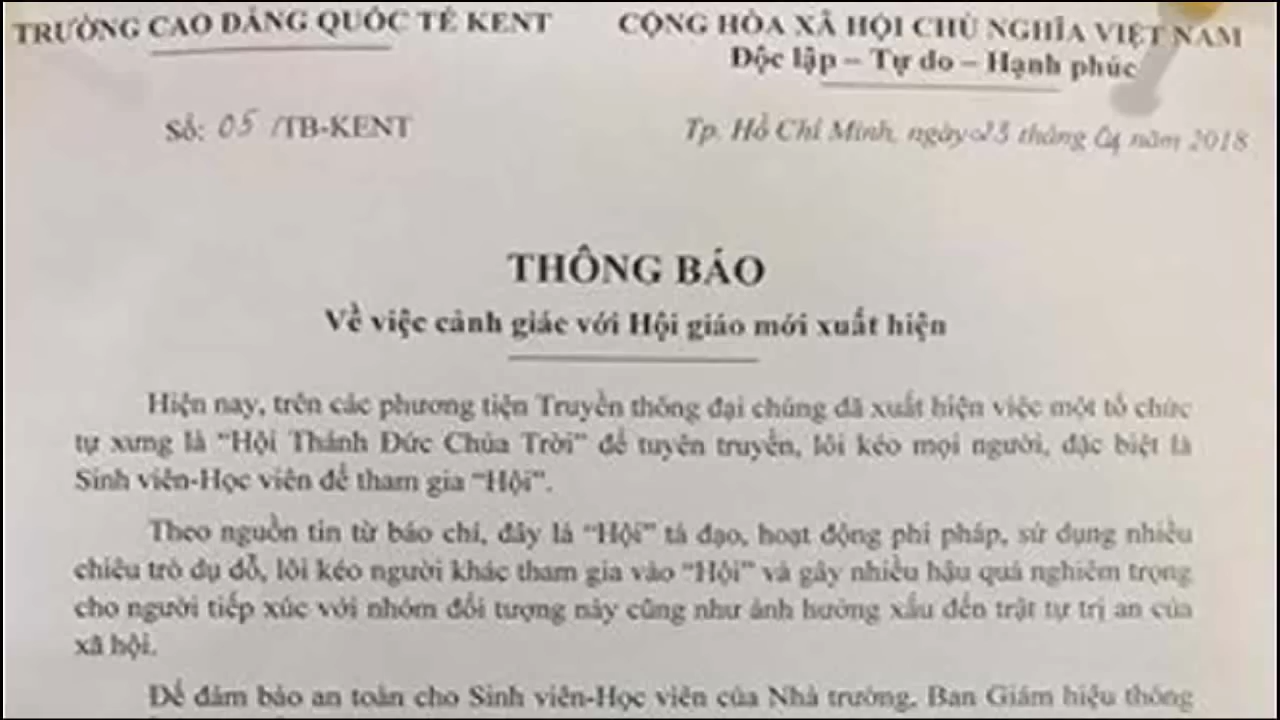 TRƯỜNG CAO ĐẲNG QUỐC TẾ KENT
CỘNG HÒA XÃ HỘI CHỦ NGHĨA VIỆT NAM
Độc lập – Tự do – Hạnh phúc
Số: 05 /TB-KENT
Tp. Hồ Chí Minh, ngày 25 tháng 04 năm 2018
THÔNG BÁO
Về việc cảnh giác với Hội giáo mới xuất hiện
Hiện nay, trên các phương tiện Truyền thông đại chúng đã xuất hiện việc một tổ chức
tự xưng là “Hội Thánh Đức Chúa Trời” để tuyên truyền, lôi kéo mọi người, đặc biệt là
Sinh viên-Học viên để tham gia “Hội”.
Theo nguồn tin từ báo chí, đây là “Hội” tà đạo, hoạt động phi pháp, sử dụng nhiều
chiêu trò dụ dỗ, lôi kéo người khác tham gia vào “Hội” và gây nhiều hậu quả nghiêm trọng
cho người tiếp xúc với nhóm đối tượng này cũng như ảnh hưởng xấu đến trật tự trị an của
xã hội.
Để đảm bảo an toàn cho Sinh viên-Học viên của Nhà trường, Ban Giám hiệu thông